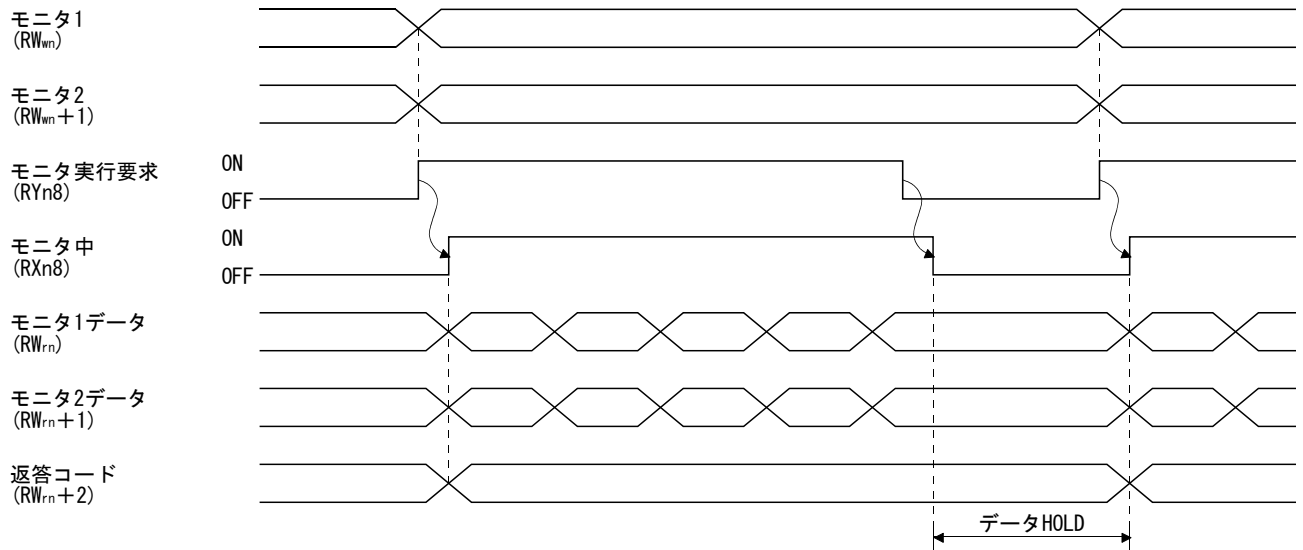 モニタ1
(RWwn)
モニタ2
(RWwn+1)
モニタ実行要求
(RYn8)
ON
OFF
モニタ中
(RXn8)
ON
OFF
モニタ1データ
(RWrn)
モニタ2データ
(RWrn+1)
返答コード
(RWrn+2)
データHOLD